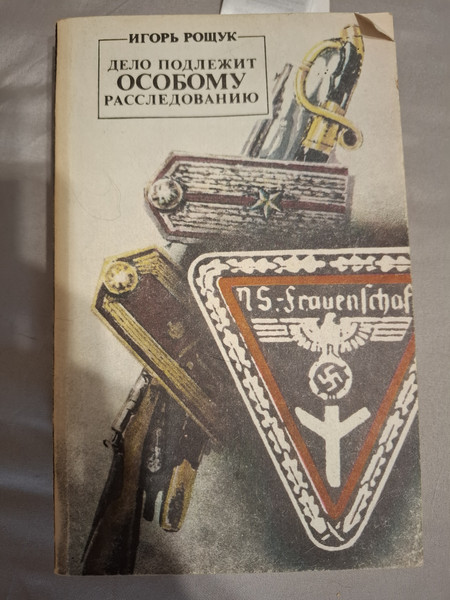 ИГОРЬ РОЩУК
ДЕЛО ПОДЛЕЖИТ
ОСОБОМУ
РАССЛЕДОВАНИЮ
NS.-Frauenschaf